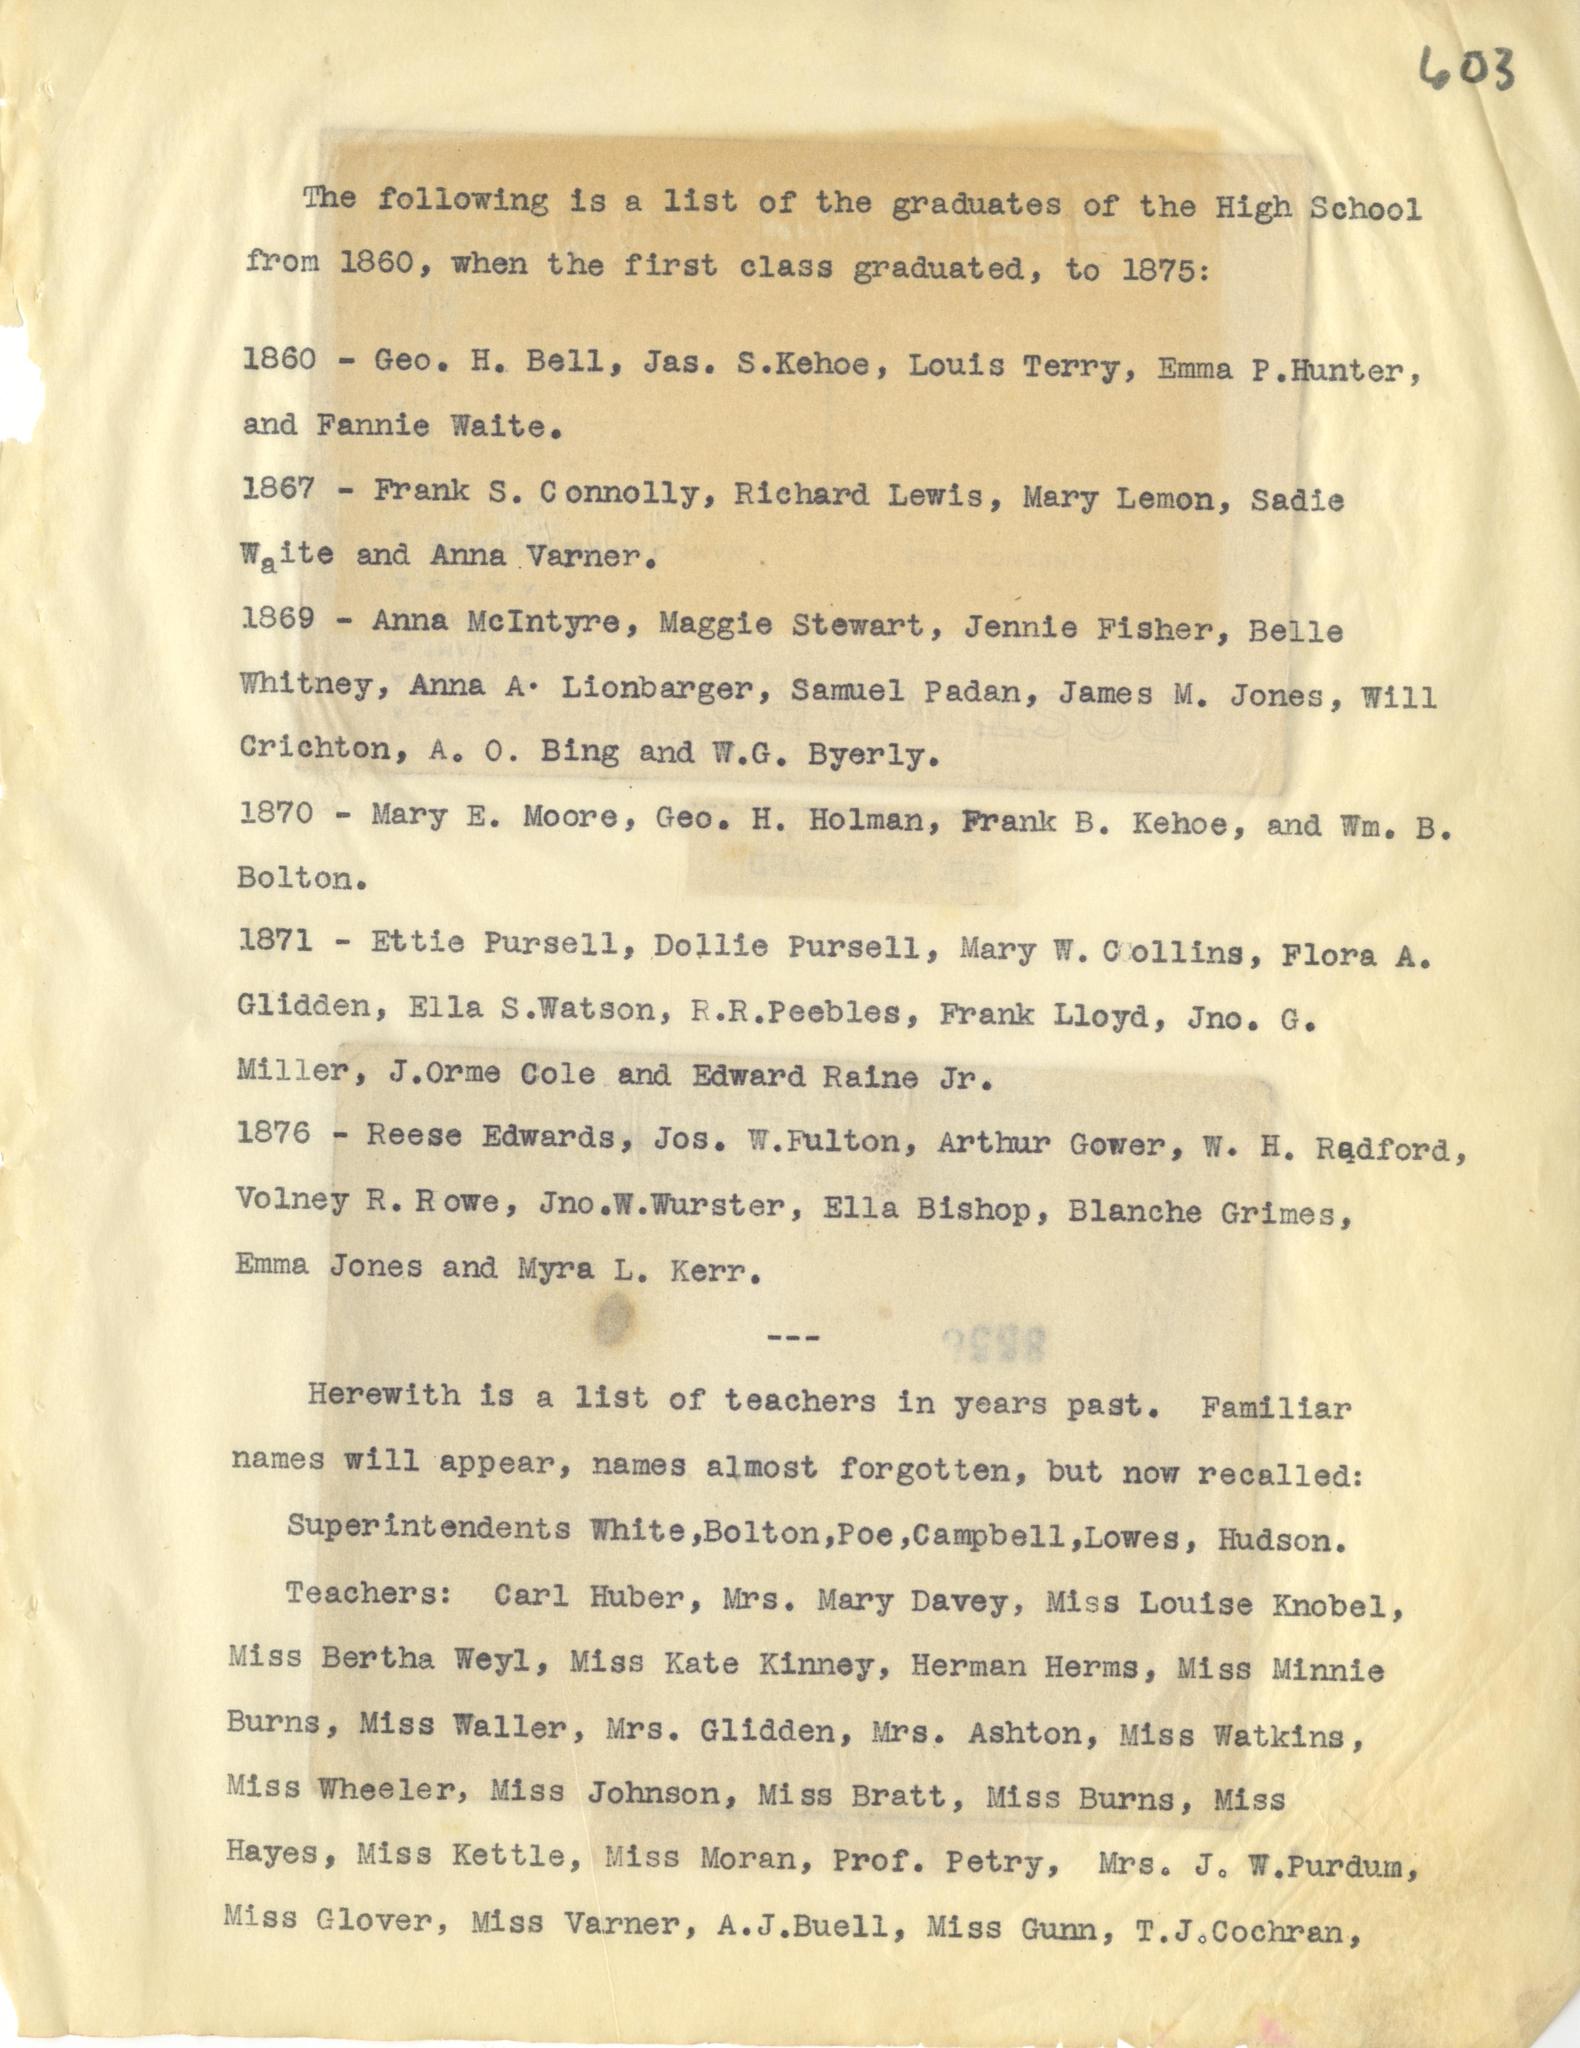 603
The following is a list of the graduates of the High School
from 1860, when the first class graduated, to 1875:
1860 - Geo. H. Bell, Jas. S.Kehoe, Louis Terry, Emma P.Hunter,
and Fannie Waite.
1867 - Frank S. Connolly, Richard Lewis, Mary Lemon, Sadie
Waite and Anna Varner.
1869 - Anna McIntyre, Maggie Stewart, Jennie Fisher, Belle
Whitney, Anna A. Lionbarger, Samuel Padan, James M. Jones, Will
Crichton, A. O. Bing and W.G. Byerly.
1870 - Mary E. Moore, Geo. H. Holman, Frank B. Kehoe, and Wm. B.
Bolton.
1871 - Ettie Pursell, Dollie Pursell, Mary W. Collins, Flora A.
Glidden, Ella S.Watson, R.R.Peebles, Frank Lloyd, Jno. G.
Miller, J.Orme Cole and Edward Raine Jr.
1876 - Reese Edwards, Jos. W.Fulton, Arthur Gower, W. H. Radford,
Volney R. Rowe, Jno.W.Wurster, Ella Bishop, Blanche Grimes,
Emma Jones and Myra L. Kerr.
---
Herewith is a list of teachers in years past. Familiar
names will appear, names almost forgotten, but now recalled:
Superintendents White,Bolton,Poe,Campbell,Lowes, Hudson.
Teachers: Carl Huber, Mrs. Mary Davey, Miss Louise Knobel,
Miss Bertha Weyl, Miss Kate Kinney, Herman Herms, Miss Minnie
Burns, Miss Waller, Mrs. Glidden, Mrs. Ashton, Miss Watkins,
Miss Wheeler, Miss Johnson, Miss Bratt, Miss Burns, Miss
Hayes, Miss Kettle, Miss Moran, Prof. Petry, Mrs. J. W.Purdum,
Miss Glover, Miss Varner, A.J.Buell, Miss Gunn, T.J.Cochran,